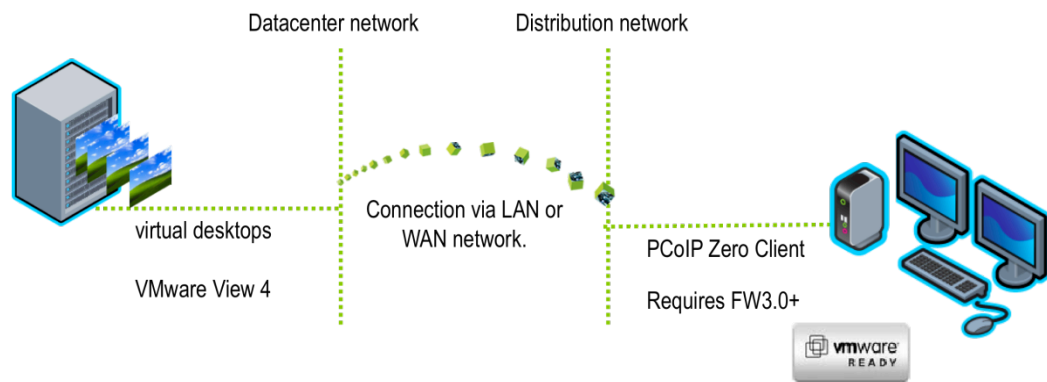 Datacenter network
Distribution network
Connection via LAN or
WAN network.
virtual desktops
VMware View 4
PCoIP Zero Client
Requires FW3.0+
vmware
READY